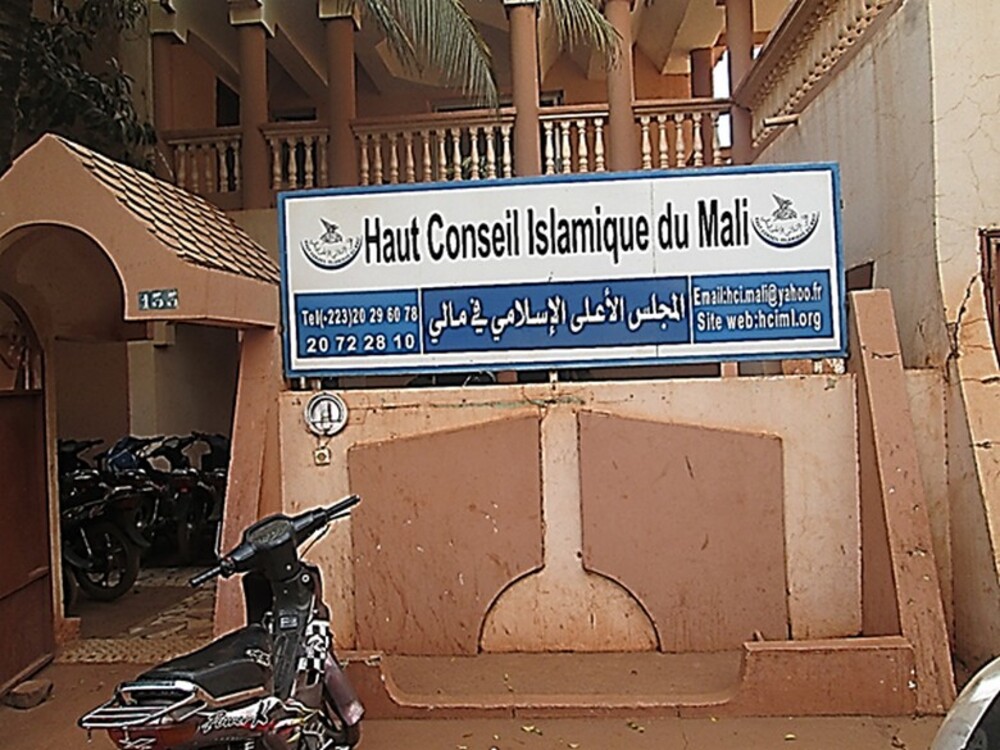 Haut Conseil Islamique du Mali
Tel(+223)20 29 60 78
20 72 28 10
المجلس الأعلى الإسلامي في مالي
Email:hci.mali@yahoo.fr
Site web:hciml.org
133